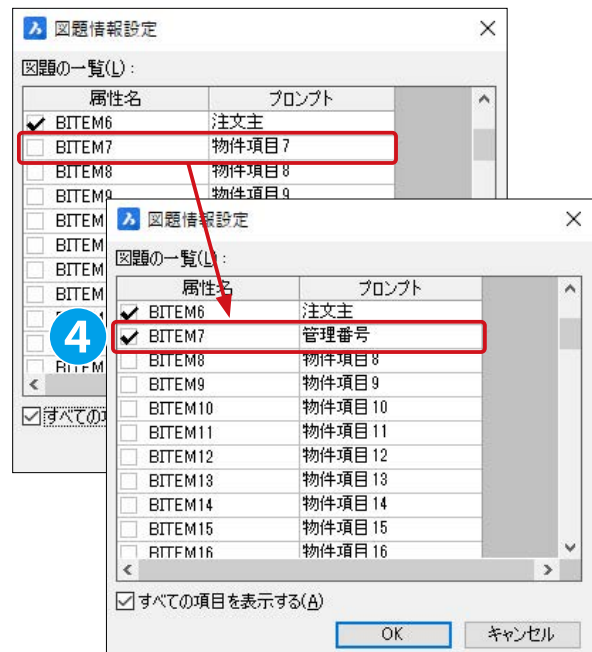 図題情報設定
図題の一覧(L):
属性名 プロンプト
BITEM6 注文主
BITEM7 物件項目7
BITEM8 物件項目8
BITEM9 物件項目9
BITEM
BITEM
BITEM
BITEM
BITEM
すべての
4
図題情報設定
図題の一覧(L):
属性名 プロンプト
BITEM6 注文主
BITEM7 管理番号
BITEM8 物件項目8
BITEM9 物件項目9
BITEM10 物件項目10
BITEM11 物件項目11
BITEM12 物件項目12
BITEM13 物件項目13
BITEM14 物件項目14
BITEM15 物件項目15
BITEM16 物件項目16
すべての項目を表示する(A)
OK キャンセル